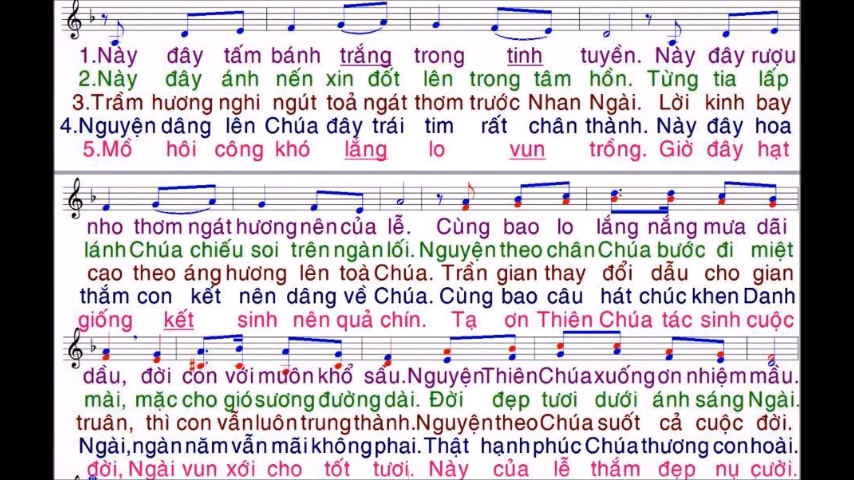 1.Này đây tấm bánh trắng trong tinh tuyền. Này đây rượu
2.Này đây ánh nến xin đốt lên trong tâm hồn. Từng tia lấp
3.Trầm hương nghi ngút toả ngát thơm trước Nhan Ngài. Lời kinh bay
4.Nguyện dâng lên Chúa đây trái tim rất chân thành. Này đây hoa
5.Mồ hôi công khó lắng lo vun trồng. Giờ đây hạt
nho thơm ngát hương nên của lễ. Cùng bao lo lắng nắng mưa dãi
lánh Chúa chiếu soi trên ngàn lối. Nguyện theo chân Chúa bước đi miệt
cao theo áng hương lên toà Chúa. Trần gian thay đổi dẫu cho gian
thắm con kết nên dâng về Chúa. Cùng bao câu hát chúc khen Danh
giống kết sinh nên quả chín. Tạ ơn Thiên Chúa tác sinh cuộc
dầu, đời con với muôn khổ sầu. Nguyện Thiên Chúa xuống ơn nhiệm mầu.
mài, mặc cho gió sương đường dài. Đời đẹp tươi dưới ánh sáng Ngài.
truân, thì con vẫn luôn trung thành. Nguyện theo Chúa suốt cả cuộc đời.
Ngài, ngàn năm vẫn mãi không phai. Thật hạnh phúc Chúa thương con hoài.
đời, Ngài vun xới cho tốt tươi. Này của lễ thắm đẹp nụ cười.